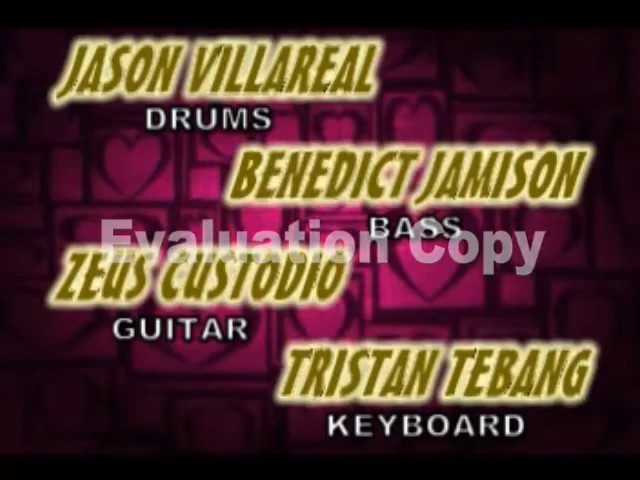 JASON VILLAREAL
DRUMS
BENEDICT JAMISON
BASS
Evaluation Copy
ZEUS CUSTODIO
GUITAR
TRISTAN TEBANG
KEYBOARD